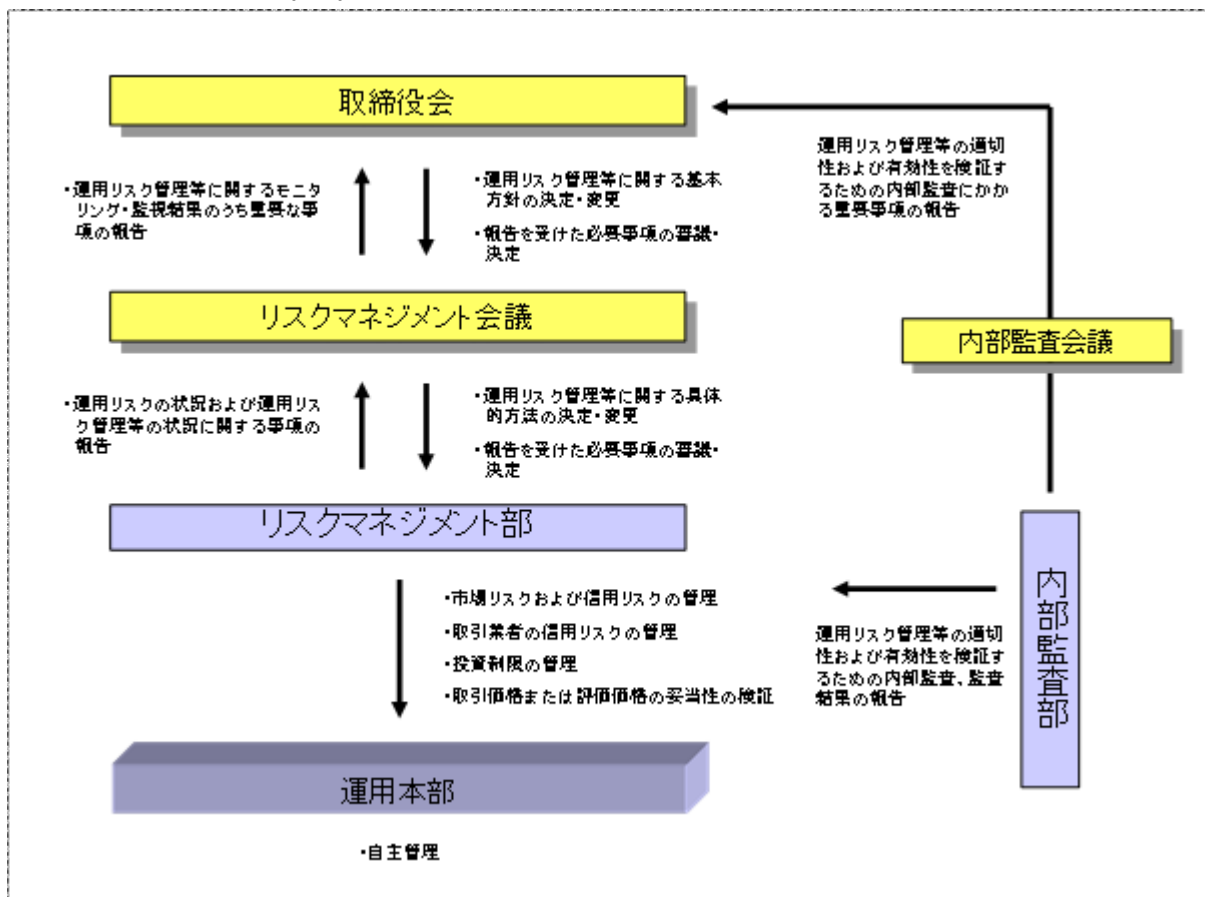 取締役会
・運用リスク管理等に関するモニタ
リング・監視結果のうち重要な事
項の報告
・運用リスク管理等に関する基本
方針の決定・変更
・報告を受けた必要事項の審議・
決定
運用リスク管理等の適切
性および有効性を検証す
るための内部監査にかか
る重要事項の報告
リスクマネジメント会議
内部監査会議
・運用リスクの状況および運用リス
ク管理等の状況に関する事項の
報告
・運用リスク管理等に関する具体
的方法の決定・変更
・報告を受けた必要事項の審議・
決定
リスクマネジメント部
内部監査部
・市場リスクおよび信用リスクの管理
・取引業者の信用リスクの管理
・投資制限の管理
・取引価格または評価価格の妥当性の検証
運用リスク管理等の適切
性および有効性を検証す
るための内部監査、監査
結果の報告
運用本部
・自主管理